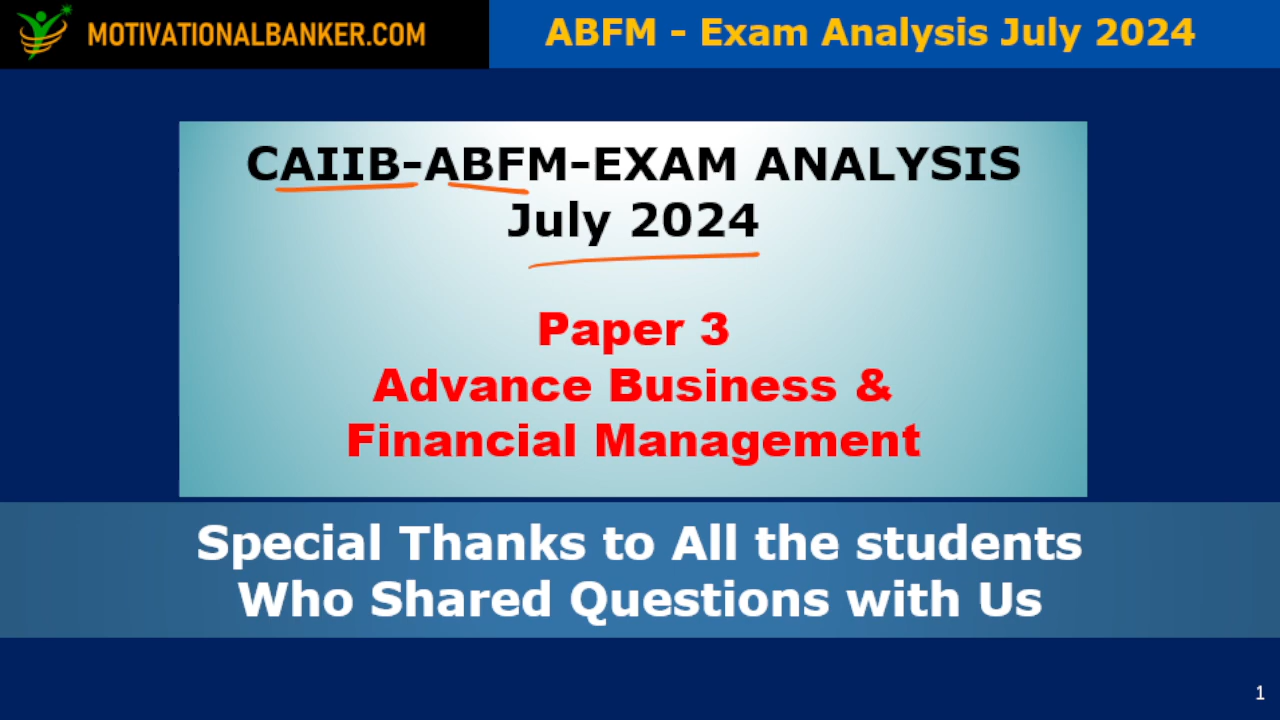 MOTIVATIONALBANKER.COM
ABFM - Exam Analysis July 2024
CAIIB-ABFM-EXAM ANALYSIS
July 2024
Paper 3
Advance Business &
Financial Management
Special Thanks to All the students
Who Shared Questions with Us
1